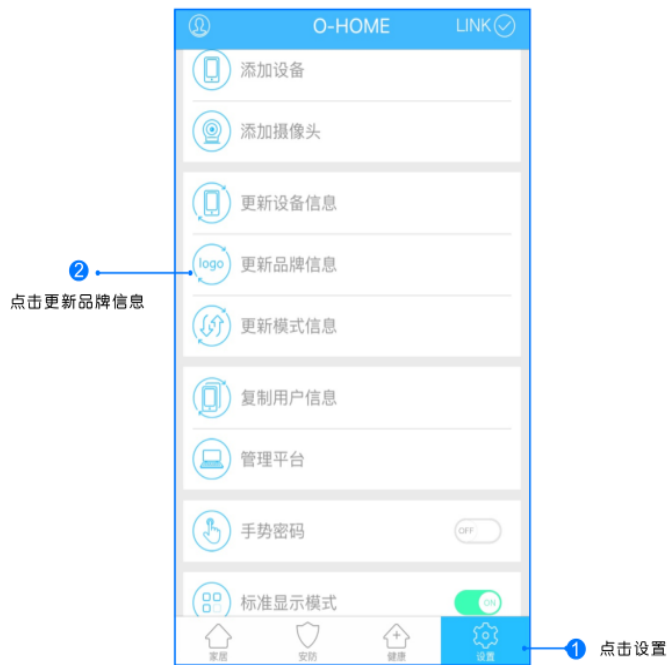 O-HOME
LINK
添加设备
添加摄像头
更新设备信息
logo
更新品牌信息
2
点击更新品牌信息
更新模式信息
复制用户信息
管理平台
手势密码
OFF
标准显示模式
ON
家居
安防
健康
设置
1
点击设置